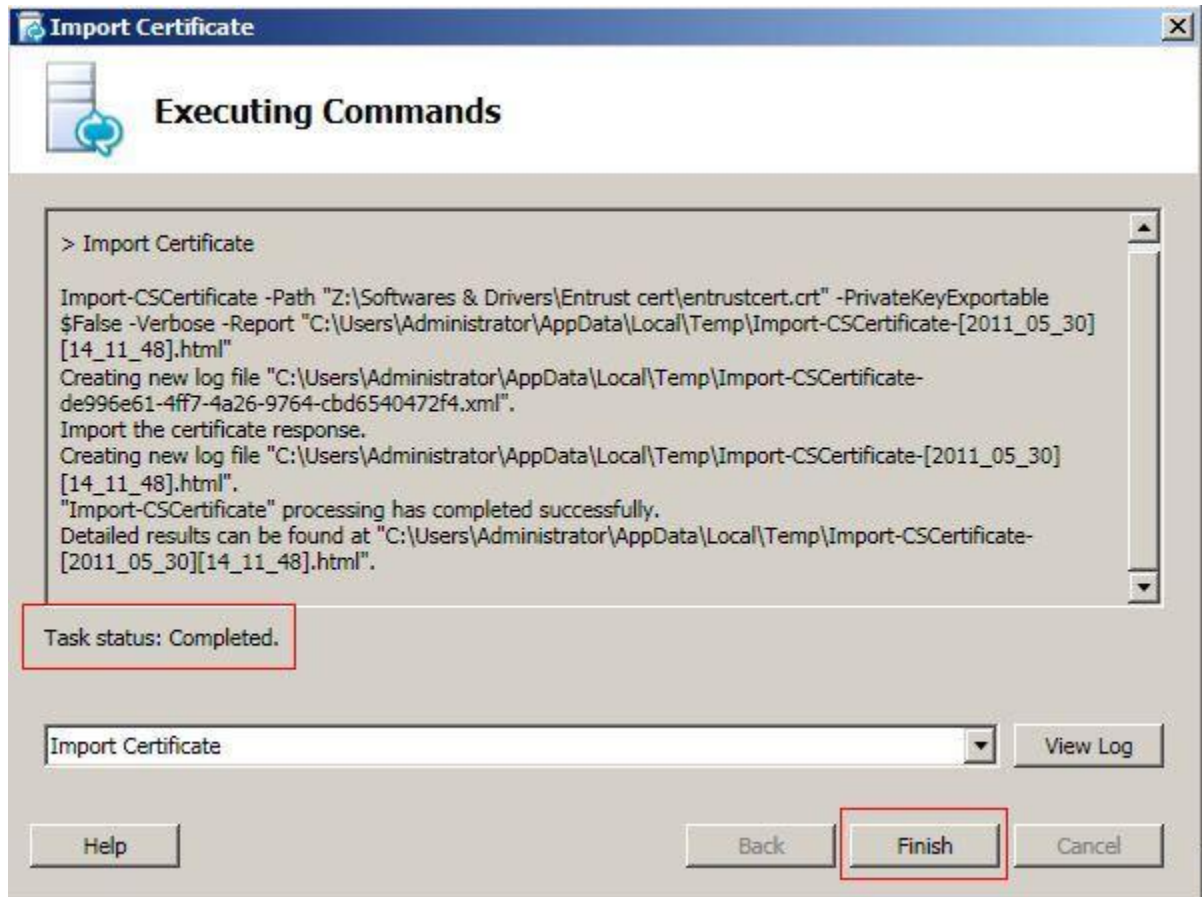 Import Certificate
Executing Commands
> Import Certificate
Import-CSCertificate -Path "Z:\Softwares & Drivers\Entrust cert\entrustcert.crt" -PrivateKeyExportable
$False -Verbose -Report "C:\Users\Administrator\AppData\Local\Temp\Import-CSCertificate-[2011_05_30]
[14_11_48].html"
Creating new log file "C:\Users\Administrator\AppData\Local\Temp\Import-CSCertificate-
de996e61-4ff7-4a26-9764-cbd6540472f4.xml".
Import the certificate response.
Creating new log file "C:\Users\Administrator\AppData\Local\Temp\Import-CSCertificate-[2011_05_30]
[14_11_48].html".
"Import-CSCertificate" processing has completed successfully.
Detailed results can be found at "C:\Users\Administrator\AppData\Local\Temp\Import-CSCertificate-
[2011_05_30][14_11_48].html".
Task status: Completed.
Import Certificate
View Log
Help
Back
Finish
Cancel